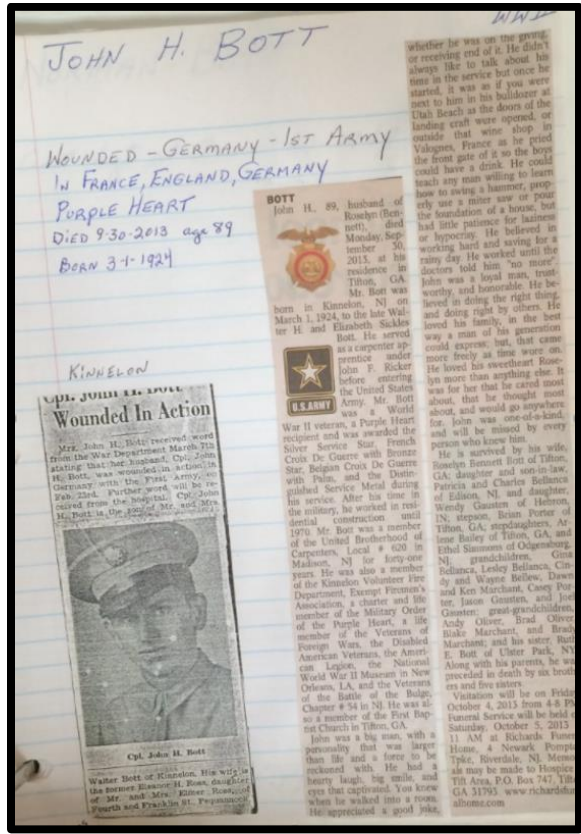 WWII
JOHN H. BOTT
WOUNDED - GERMANY - 1ST ARMY
IN FRANCE, ENGLAND, GERMANY
PURPLE HEART
DIED 9-30-2013 age 89
BORN 3-1-1924
KINNELON
Cpl. John H. Bott
Wounded In Action
Mrs. John H. Bott received word
from the War Department March 7th
stating that her husband, Cpl. John
H. Bott, was wounded in action in
Germany with the First Army, on
Feb. 23rd. Further word will be re-
ceived from the hospital. Cpl. John
H. Bott is the son of Mr. and Mrs.
Cpl. John H. Bott
Walter Bott of Kinnelon. His wife is
the former Eleanor H. Ross, daughter
of Mr. and Mrs. Elmer Ross, of
Fourth and Franklin St., Pequannock
BOTT
John H., 89, husband of
Roselyn (Ben-
nett), died
Monday, Sep-
tember 30,
2013, at his
residence in
Tifton, GA.
Mr. Bott was
born in Kinnelon, NJ on
March 1, 1924, to the late Wal-
ter H. and Elizabeth Sickles
Bott. He served
as a carpenter ap-
prentice under
John F. Ricker
before entering
the United States
Army. Mr. Bott
was a World
U.S. ARMY
War II veteran, a Purple Heart
recipient and was awarded the
Silver Service Star, French
Croix De Guerre with Bronze
Star, Belgian Croix De Guerre
with Palm, and the Distin-
guished Service Medal during
his service. After his time in
the military, he worked in resi-
dential construction until
1970. Mr. Bott was a member
of the United Brotherhood of
Carpenters, Local # 620 in
Madison, NJ for forty-one
years. He was also a member
of the Kinnelon Volunteer Fire
Department, Exempt Firemen's
Association, a charter and life
member of the Military Order
of the Purple Heart, a life
member of the Veterans of
Foreign Wars, the Disabled
American Veterans, the Ameri-
can Legion, the National
World War II Museum in New
Orleans, LA, and the Veterans
of the Battle of the Bulge,
Chapter # 54 in NJ. He was al-
so a member of the First Bap-
tist Church in Tifton, GA.
John was a big man, with a
personality that was larger
than life and a force to be
reckoned with. He had a
hearty laugh, big smile, and
eyes that captivated. You knew
when he walked into a room.
He appreciated a good joke,
whether he was on the giving,
or receiving end of it. He didn't
always like to talk about his
time in the service but once he
started, it was as if you were
next to him in his bulldozer at
Utah Beach as the doors of the
landing craft were opened, or
outside that wine shop in
Valognes, France as he pried
the front gate of it so the boys
could have a drink. He could
teach any man willing to learn
how to swing a hammer, prop-
erly use a miter saw or pour
the foundation of a house, but
had little patience for laziness
or hypocrisy. He believed in
working hard and saving for a
rainy day. He worked until the
doctors told him "no more".
John was a loyal man, trust-
worthy, and honorable. He be-
lieved in doing the right thing,
and doing right by others. He
loved his family, in the best
way a man of his generation
could express; but, that came
more freely as time wore on.
He loved his sweetheart Rose-
lyn more than anything else. It
was for her that he cared most
about, that he thought most
about, and would go anywhere
for. John was one-of-a-kind,
and will be missed by every
person who knew him.
He is survived by his wife,
Roselyn Bennett Bott of Tifton,
GA; daughter and son-in-law,
Patricia and Charles Bellanca
of Edison, NJ, and daughter,
Wendy Gausten of Henron,
IN; stepson, Brian Porter of
Tifton, GA; stepdaughters, Ar-
lene Bailey of Tifton, GA, and
Ethel Simmons of Ogdensburg,
NJ; grandchildren, Gina
Bellanca, Lesley Bellanca, Cin-
dy and Wayne Bellew, Dawn
and Ken Marchant, Casey Por-
ter, Jason Gausten, and Joel
Gausten; great-grandchildren,
Andy Oliver, Brad Oliver,
Blake Marchant, and Brady
Marchant; and his sister, Ruth
E. Bott of Ulster Park, NY.
Along with his parents, he was
preceded in death by six broth-
ers and five sisters.
Visitation will be on Friday
October 4, 2013 from 4-8 PM
Funeral Service will be held
Saturday, October 5, 2013
11 AM at Richards Funer
Home, 4 Newark Pompt
Tpke, Riverdale, NJ. Memo
als may be made to Hospice
Tift Area, P.O. Box 747, Tift
GA 31793. www.richardsfun
alhome.com